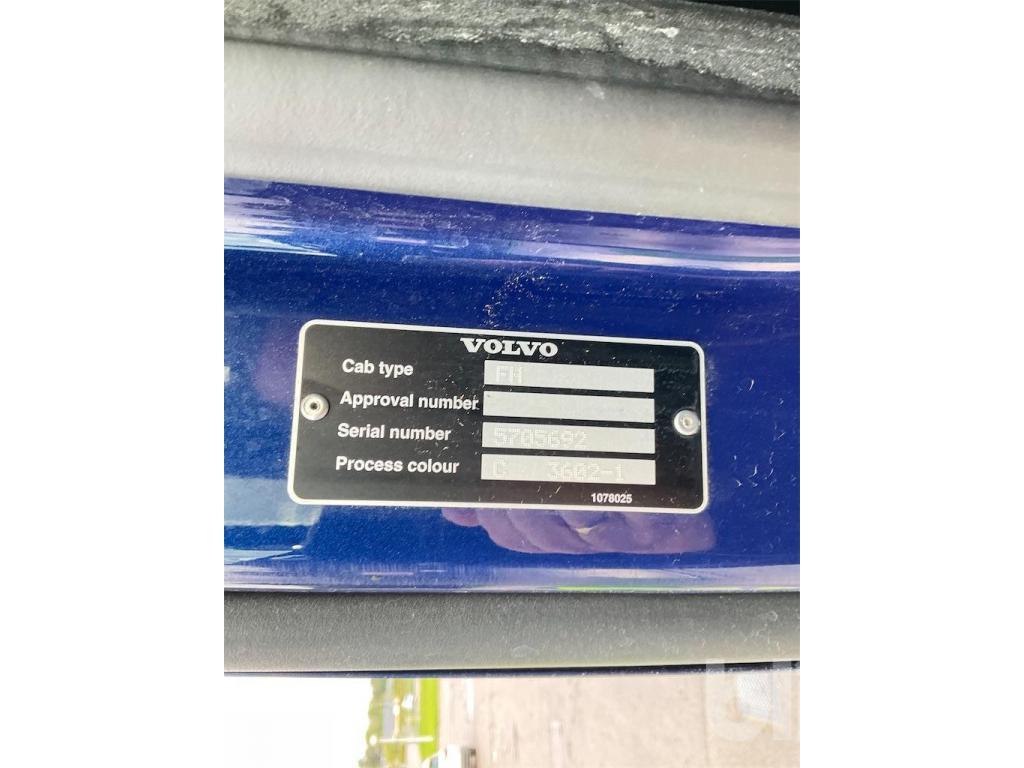 VOLVO
Cab type FH
Approval number
Serial number 5705692
Process colour C 3602-1
1078025